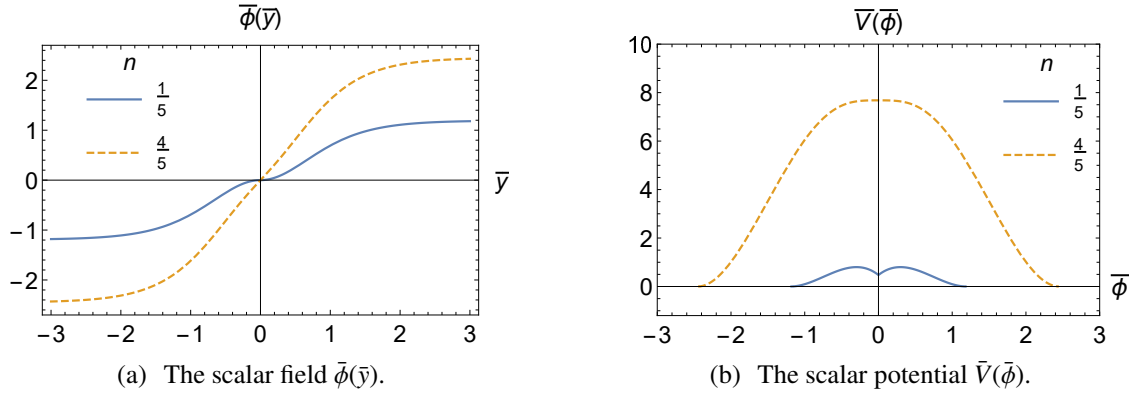 ϕ̅(y̅)
n
1/5
4/5
2
1
0
−1
−2
y̅
−3 −2 −1 0 1 2 3
(a) The scalar field ϕ̄(ȳ).
V̅(ϕ̅)
10
8
6
4
2
0
n
1/5
4/5
ϕ̅
−3 −2 −1 0 1 2 3
(b) The scalar potential V̄(ϕ̄).